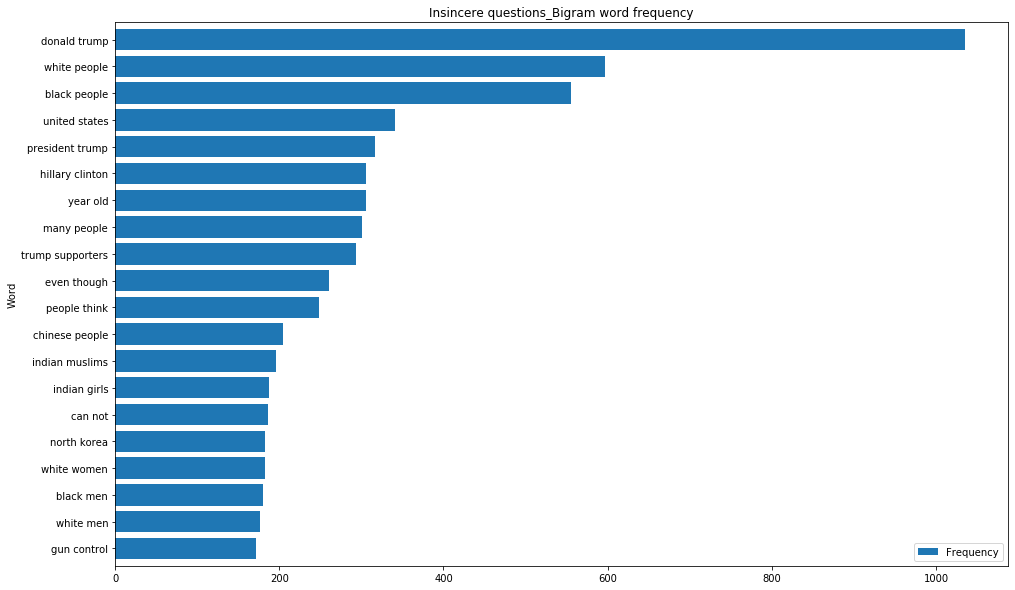 Insincere questions_Bigram word frequency
donald trump
white people
black people
united states
president trump
hillary clinton
year old
many people
trump supporters
even though
people think
chinese people
indian muslims
indian girls
can not
north korea
white women
black men
white men
gun control
Word
Frequency
0 200 400 600 800 1000